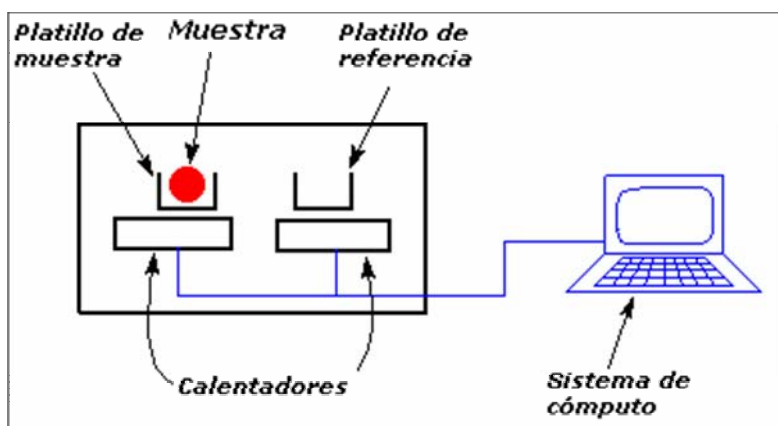 Platillo de
muestra
Muestra
Platillo de
referencia
Calentadores
Sistema de
cómputo